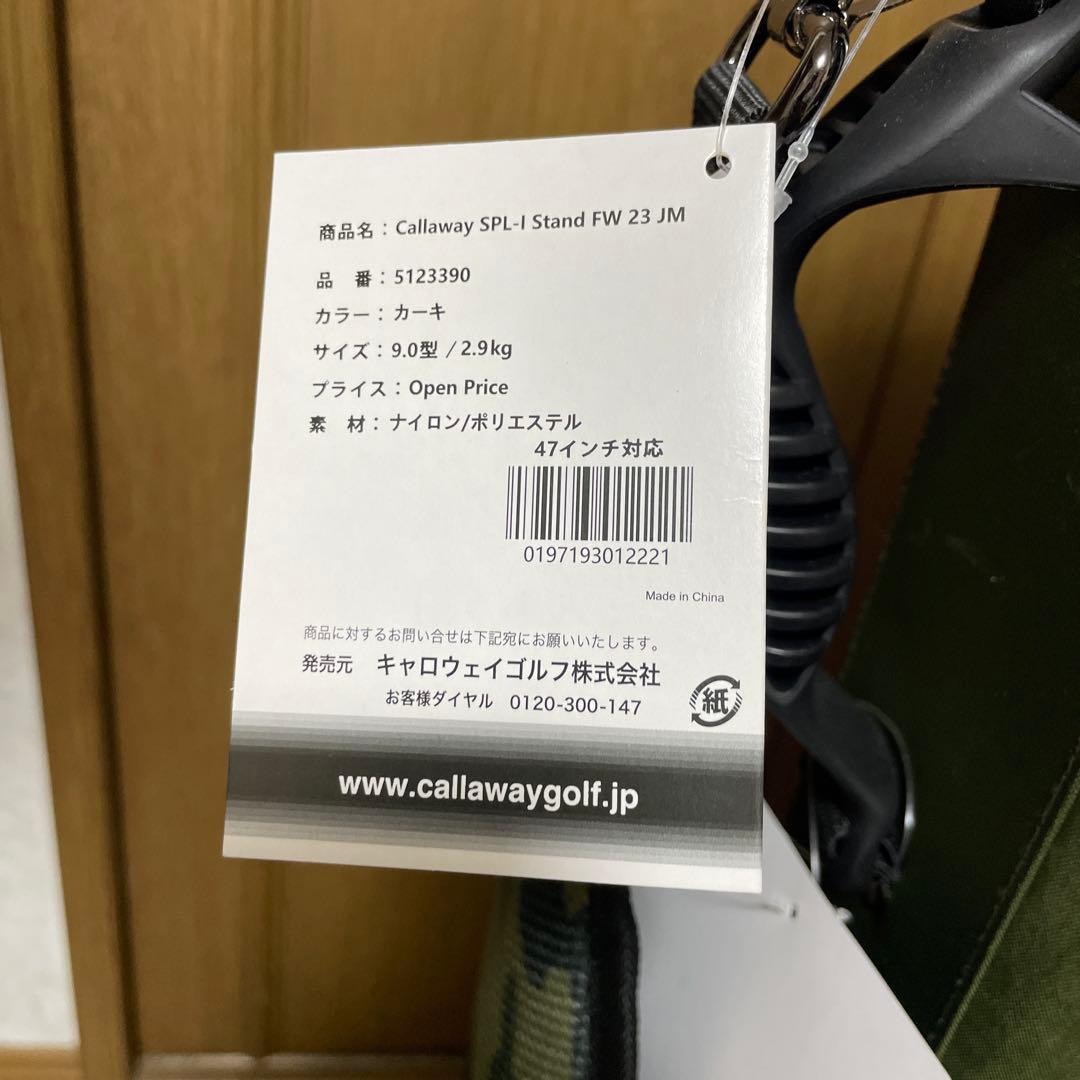 商品名：Callaway SPL-I Stand FW 23 JM
品　番：5123390
カラー：カーキ
サイズ：9.0型 / 2.9kg
プライス：Open Price
素　材：ナイロン/ポリエステル
47インチ対応
0197193012221
Made in China
商品に対するお問い合せは下記宛にお願いいたします。
発売元　キャロウェイゴルフ株式会社
お客様ダイヤル　0120-300-147
紙
www.callawaygolf.jp